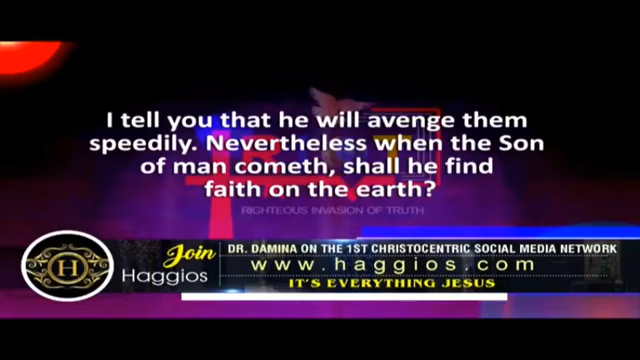 I tell you that he will avenge them
speedily. Nevertheless when the Son
of man cometh, shall he find
faith on the earth?
RIGHTEOUS INVASION OF TRUTH
H
Join
Haggios
DR. DAMINA ON THE 1ST CHRISTOCENTRIC SOCIAL MEDIA NETWORK
www.haggios.com
IT'S EVERYTHING JESUS